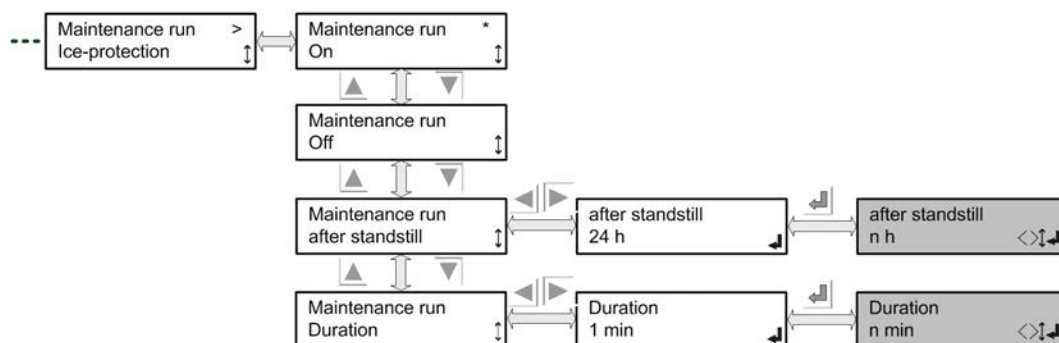 Maintenance run >
Ice-protection
Maintenance run *
On
Maintenance run
Off
Maintenance run
after standstill
after standstill
24 h
after standstill
n h <>
Maintenance run
Duration
Duration
1 min
Duration
n min <>